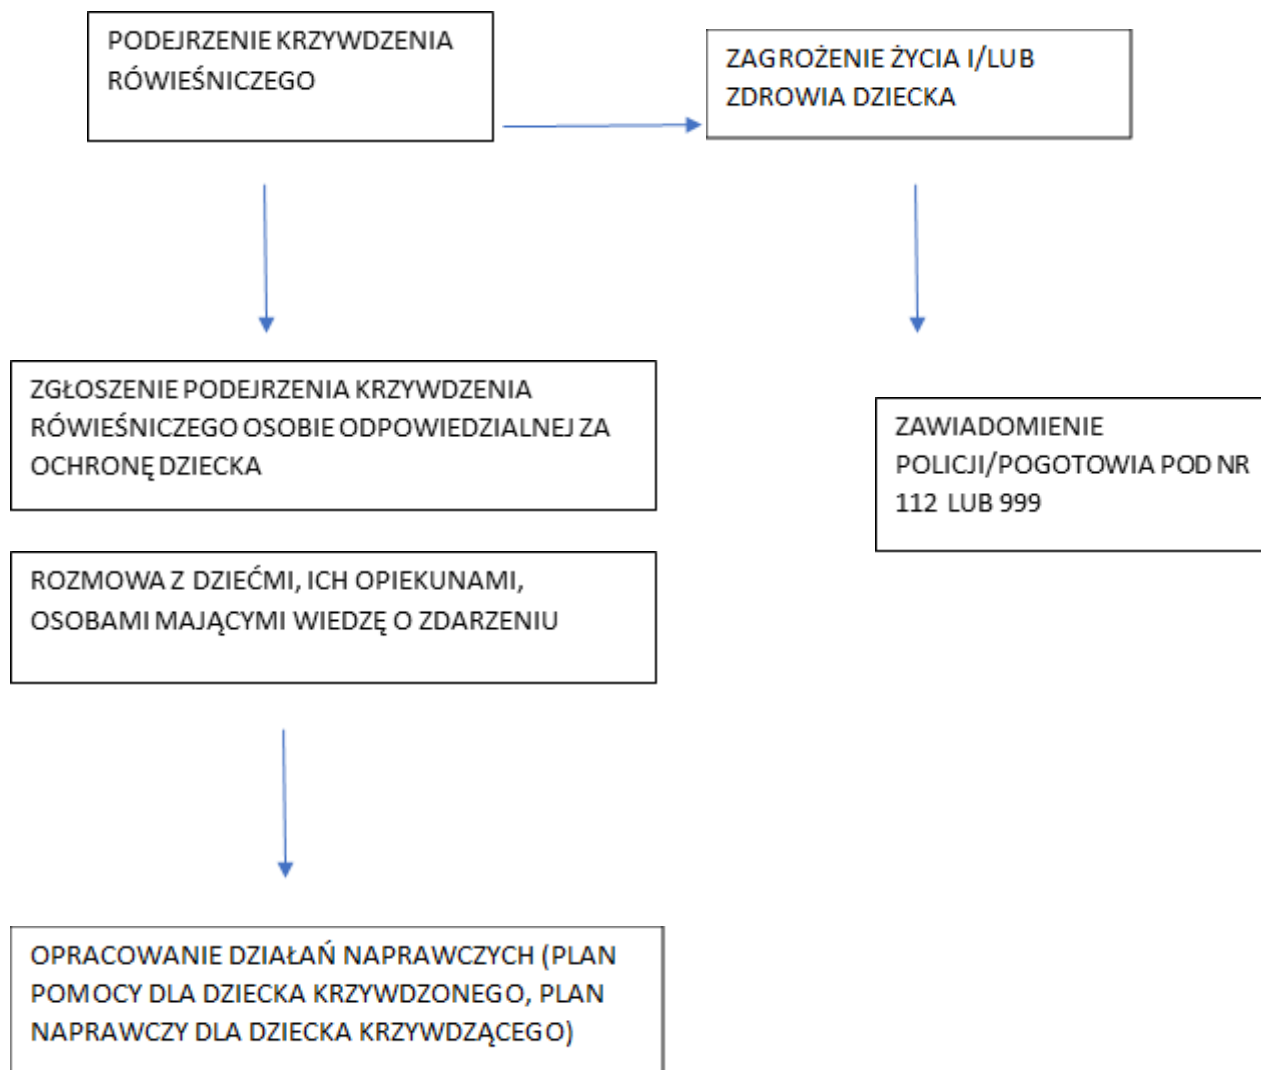 PODEJRZENIE KRZYWDZENIA
RÓWIEŚNICZEGO
ZAGROŻENIE ŻYCIA I/LUB
ZDROWIA DZIECKA
ZGŁOSZENIE PODEJRZENIA KRZYWDZENIA
RÓWIEŚNICZEGO OSOBIE ODPOWIEDZIALNEJ ZA
OCHRONĘ DZIECKA
ZAWIADOMIENIE
POLICJI/POGOTOWIA POD NR
112 LUB 999
ROZMOWA Z DZIEĆMI, ICH OPIEKUNAMI,
OSOBAMI MAJĄCYMI WIEDZĘ O ZDARZENIU
OPRACOWANIE DZIAŁAŃ NAPRAWCZYCH (PLAN
POMOCY DLA DZIECKA KRZYWDZONEGO, PLAN
NAPRAWCZY DLA DZIECKA KRZYWDZĄCEGO)